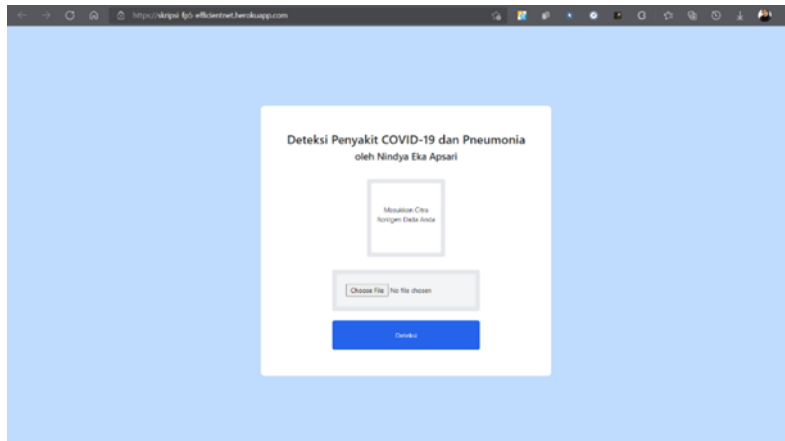 https://skripsi-fp5-efficientnet.herokuapp.com
Deteksi Penyakit COVID-19 dan Pneumonia
oleh Nindya Eka Apsari
Masukkan Citra
Rontgen Dada Anda
Choose File No file chosen
Deteksi